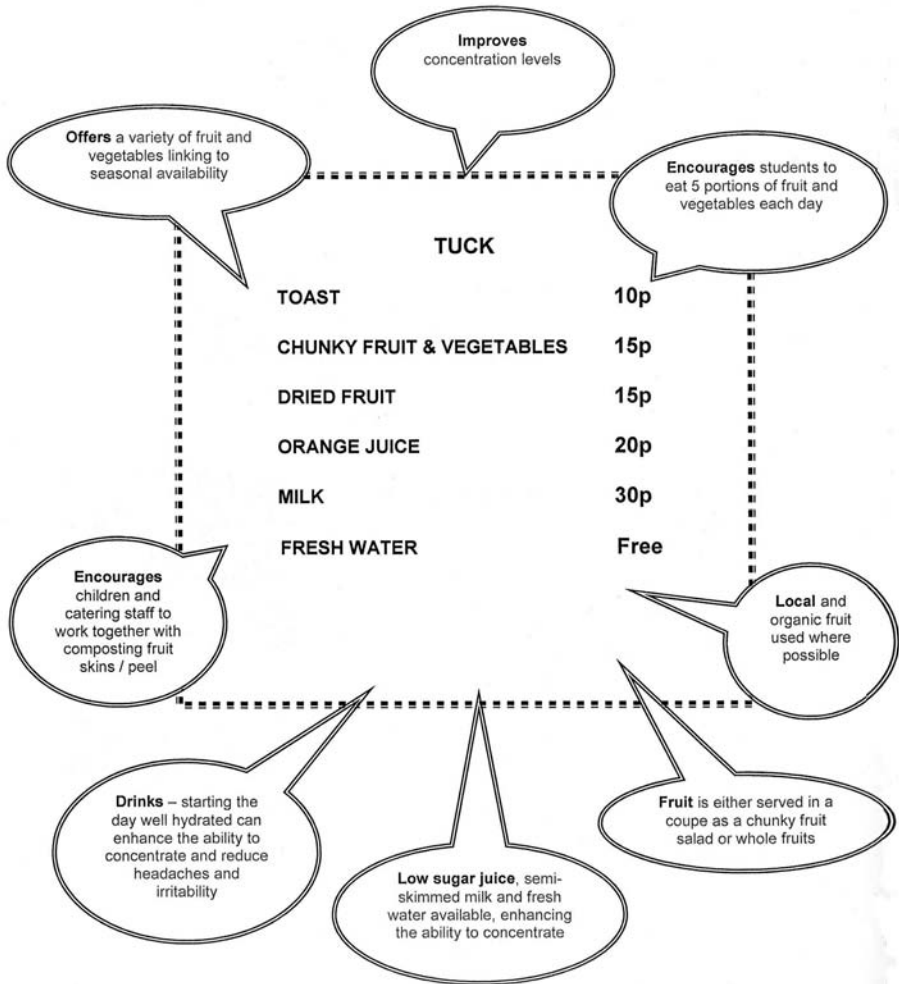 Improves
concentration levels
Offers a variety of fruit and
vegetables linking to
seasonal availability
Encourages students to
eat 5 portions of fruit and
vegetables each day
TUCK
TOAST 10p
CHUNKY FRUIT & VEGETABLES 15p
DRIED FRUIT 15p
ORANGE JUICE 20p
MILK 30p
FRESH WATER Free
Encourages
children and
catering staff to
work together with
composting fruit
skins / peel
Local and
organic fruit
used where
possible
Drinks – starting the
day well hydrated can
enhance the ability to
concentrate and reduce
headaches and
irritability
Low sugar juice, semi-
skimmed milk and fresh
water available, enhancing
the ability to concentrate
Fruit is either served in a
coupe as a chunky fruit
salad or whole fruits